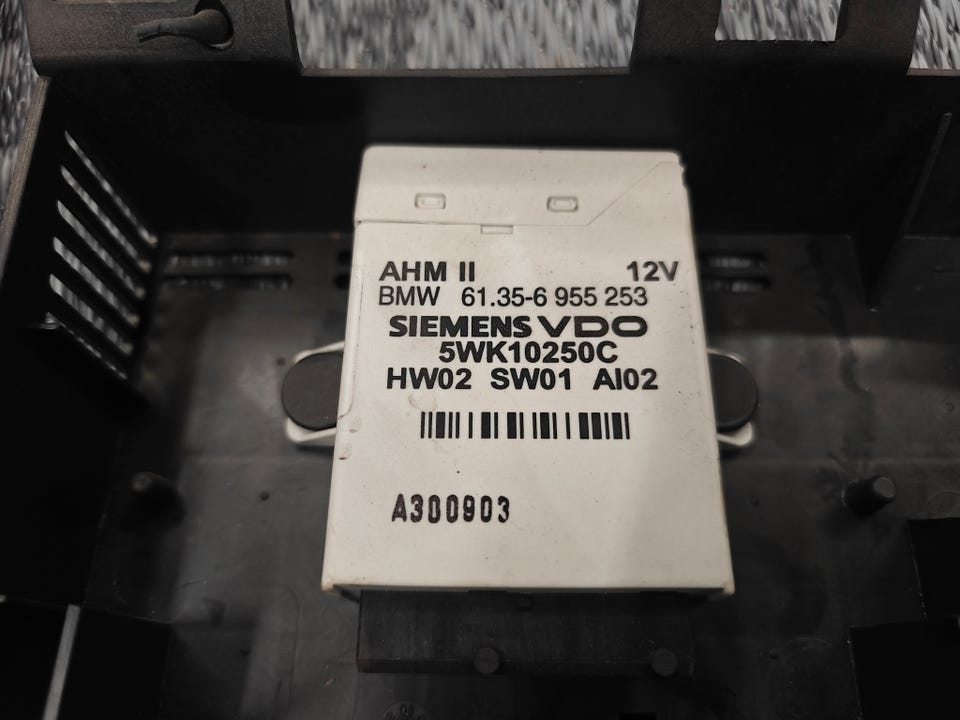 AHM II 12V
BMW 61.35-6 955 253
SIEMENS VDO
5WK10250C
HW02 SW01 AI02
A300903